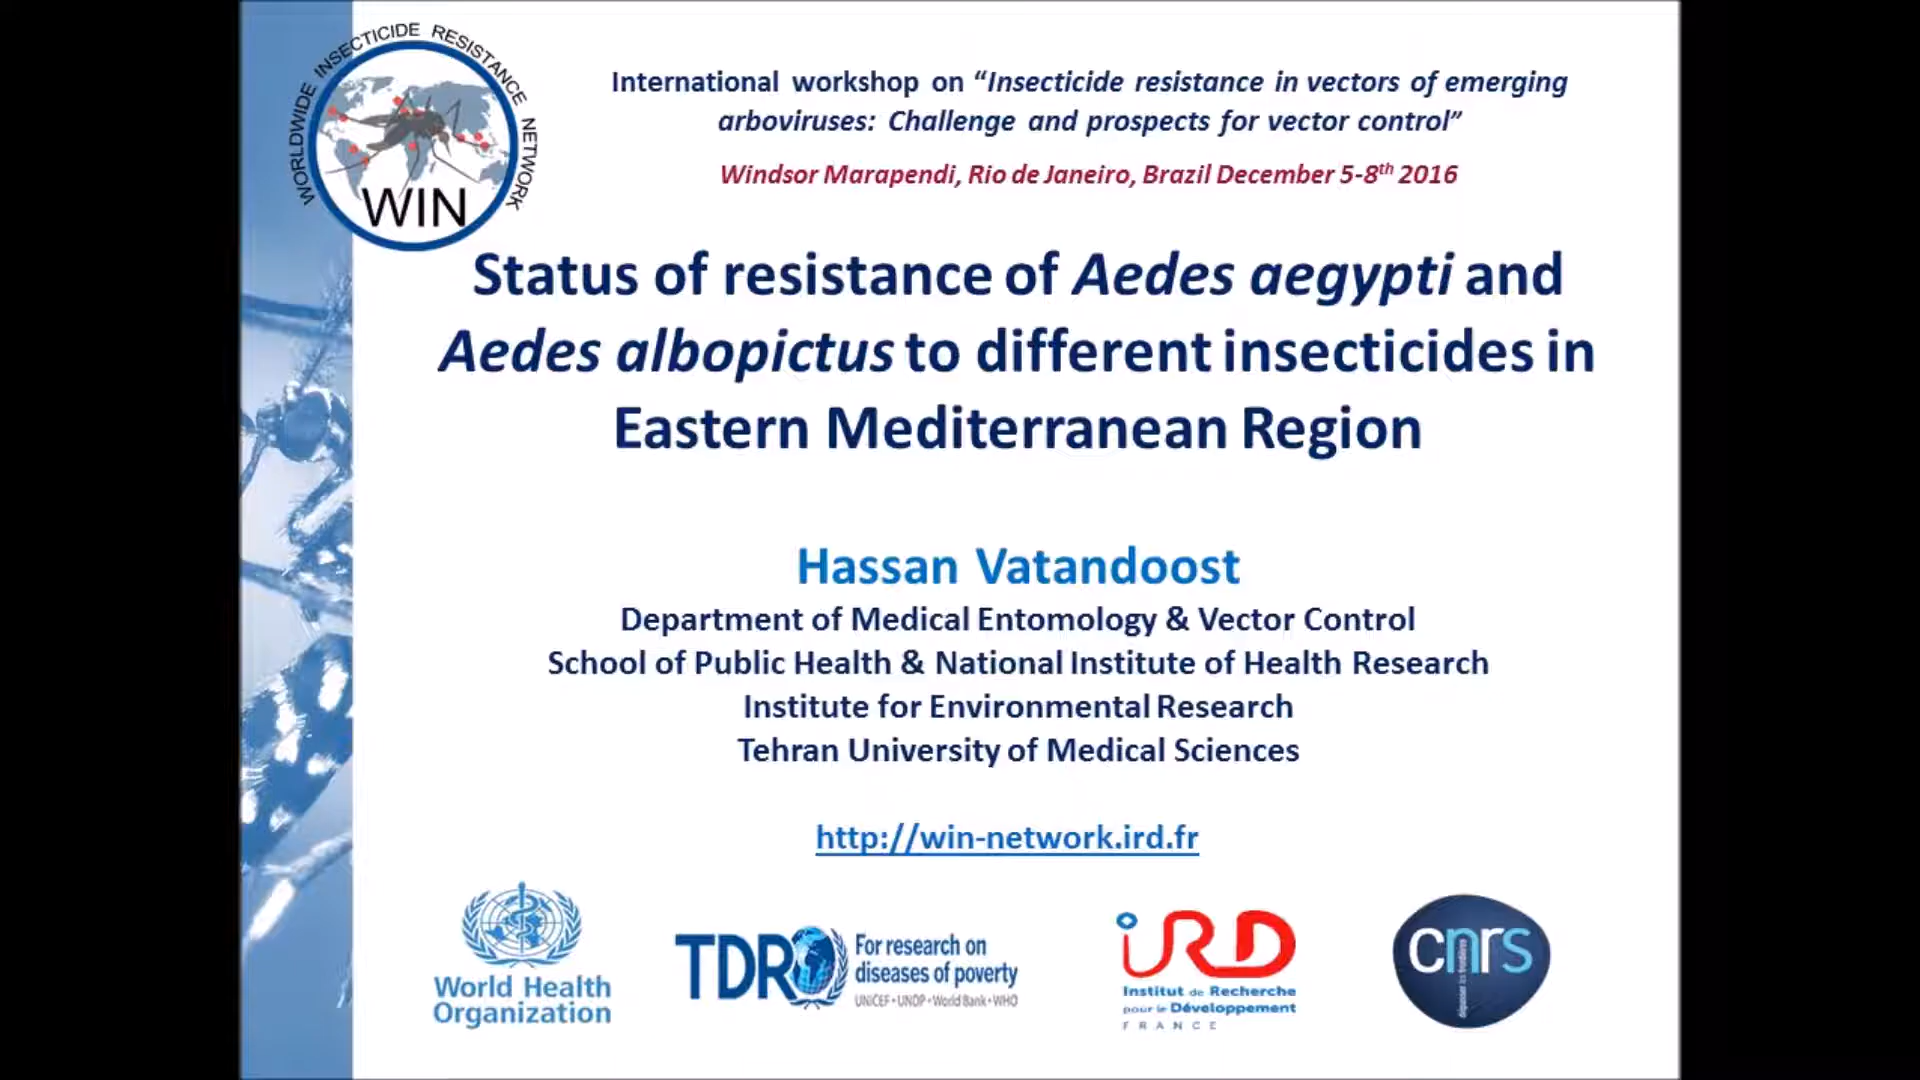 WORLDWIDE INSECTICIDE RESISTANCE NETWORK
WIN
International workshop on “Insecticide resistance in vectors of emerging
arboviruses: Challenge and prospects for vector control”
Windsor Marapendi, Rio de Janeiro, Brazil December 5-8th 2016
Status of resistance of Aedes aegypti and
Aedes albopictus to different insecticides in
Eastern Mediterranean Region
Hassan Vatandoost
Department of Medical Entomology & Vector Control
School of Public Health & National Institute of Health Research
Institute for Environmental Research
Tehran University of Medical Sciences
http://win-network.ird.fr
World Health
Organization
TDR
For research on
diseases of poverty
UNICEF • UNDP • World Bank • WHO
IRD
Institut de Recherche
pour le Développement
FRANCE
cnrs
dépasser les frontières